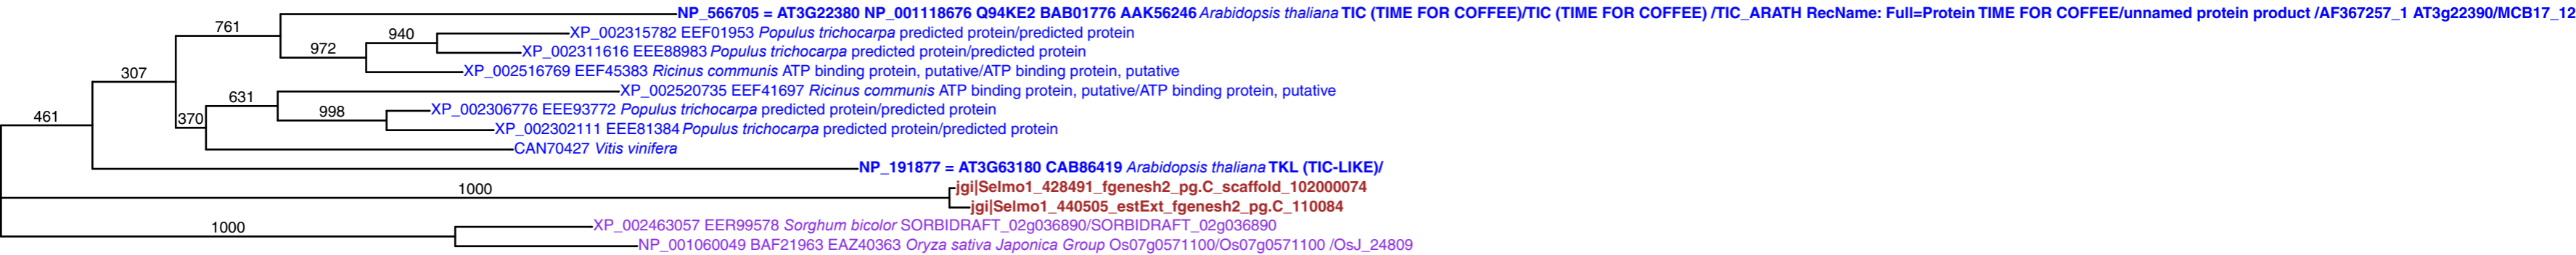 NP_566705 = AT3G22380 NP_001118676 Q94KE2 BAB01776 AAK56246 Arabidopsis thaliana TIC (TIME FOR COFFEE)/TIC (TIME FOR COFFEE) /TIC_ARATH RecName: Full=Protein TIME FOR COFFEE/unnamed protein product /AF367257_1 AT3g22390/MCB17_12
761
940
XP_002315782 EEF01953 Populus trichocarpa predicted protein/predicted protein
972
XP_002311616 EEE88983 Populus trichocarpa predicted protein/predicted protein
307
XP_002516769 EEF45383 Ricinus communis ATP binding protein, putative/ATP binding protein, putative
631
XP_002520735 EEF41697 Ricinus communis ATP binding protein, putative/ATP binding protein, putative
998
XP_002306776 EEE93772 Populus trichocarpa predicted protein/predicted protein
461
370
XP_002302111 EEE81384 Populus trichocarpa predicted protein/predicted protein
CAN70427 Vitis vinifera
NP_191877 = AT3G63180 CAB86419 Arabidopsis thaliana TKL (TIC-LIKE)/
1000
jgi|Selmo1_428491_fgenesh2_pg.C_scaffold_102000074
jgi|Selmo1_440505_estExt_fgenesh2_pg.C_110084
1000
XP_002463057 EER99578 Sorghum bicolor SORBIDRAFT_02g036890/SORBIDRAFT_02g036890
NP_001060049 BAF21963 EAZ40363 Oryza sativa Japonica Group Os07g0571100/Os07g0571100 /OsJ_24809